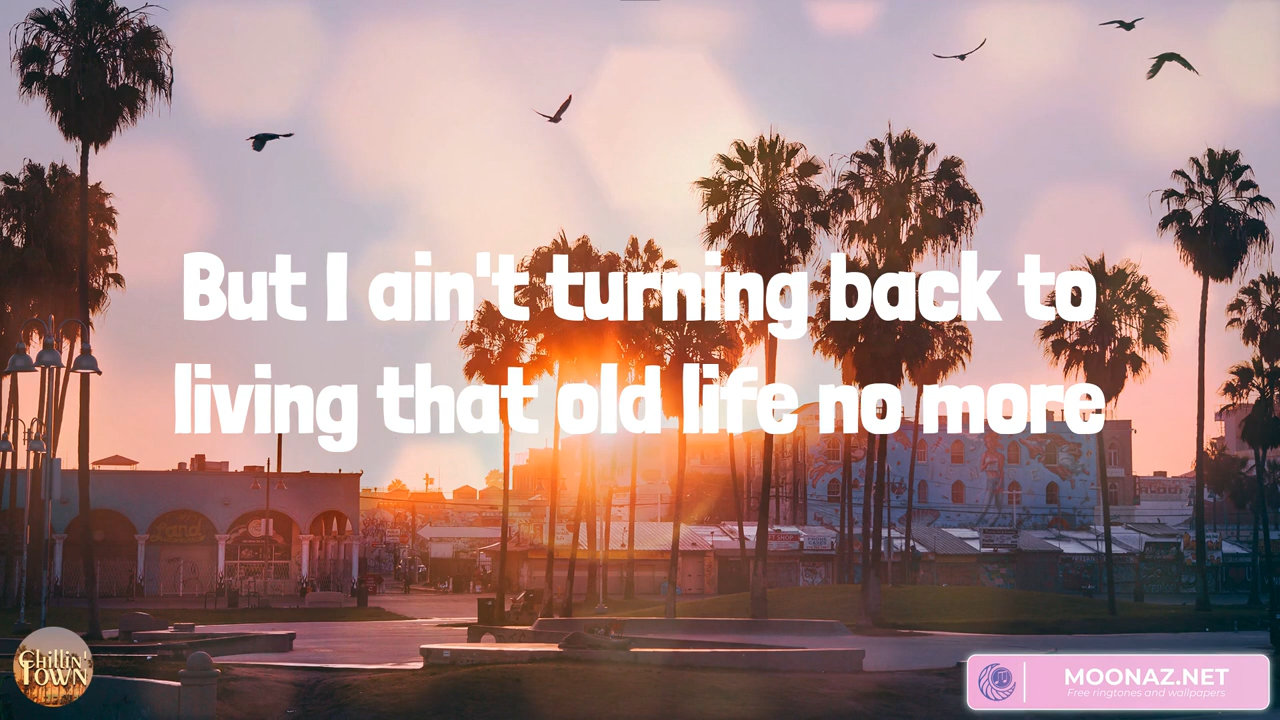 But I ain't turning back to
living that old life no more
Chillin'
TOWN
MOONAZ.NET
Free ringtones and wallpapers